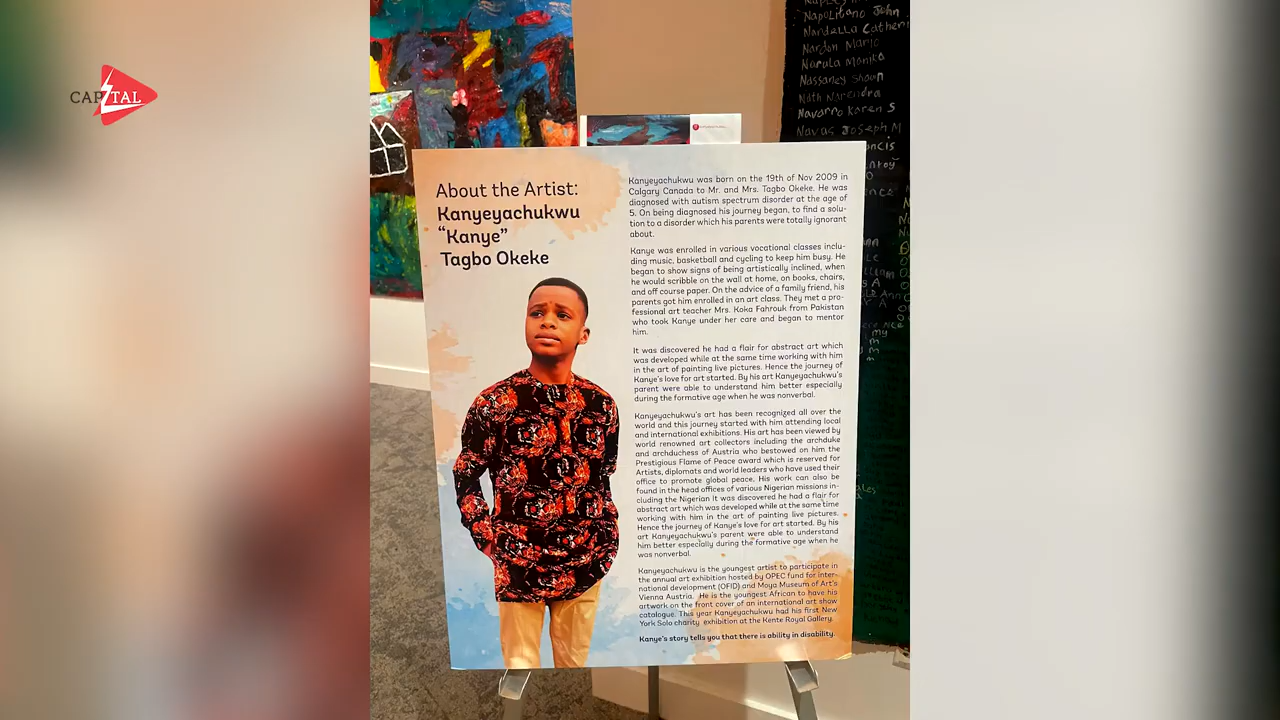 CAPITAL
Napolitano John
Nardella Catheri
Nardon Mario
Narula Monika
Nassaney Shawn
Nath Narendra
Navarro Karen S
Navas Joseph M
ncis
About the Artist:
Kanyeyachukwu
“Kanye”
Tagbo Okeke
Kanyeyachukwu was born on the 19th of Nov 2009 in
Calgary Canada to Mr. and Mrs. Tagbo Okeke. He was
diagnosed with autism spectrum disorder at the age of
5. On being diagnosed his journey began, to find a solu-
tion to a disorder which his parents were totally ignorant
about.
Kanye was enrolled in various vocational classes inclu-
ding music, basketball and cycling to keep him busy. He
began to show signs of being artistically inclined, when
he would scribble on the wall at home, on books, chairs,
and off course paper. On the advice of a family friend, his
parents got him enrolled in an art class. They met a pro-
fessional art teacher Mrs. Koka Fahrouk from Pakistan
who took Kanye under her care and began to mentor
him.
It was discovered he had a flair for abstract art which
was developed while at the same time working with him
in the art of painting live pictures. Hence the journey of
Kanye's love for art started. By his art Kanyeyachukwu's
parent were able to understand him better especially
during the formative age when he was nonverbal.
Kanyeyachukwu's art has been recognized all over the
world and this journey started with him attending local
and international exhibitions. His art has been viewed by
world renowned art collectors including the archduke
and archduchess of Austria who bestowed on him the
Prestigious Flame of Peace award which is reserved for
Artists, diplomats and world leaders who have used their
office to promote global peace. His work can also be
found in the head offices of various Nigerian missions in-
cluding the Nigerian It was discovered he had a flair for
abstract art which was developed while at the same time
working with him in the art of painting live pictures.
Hence the journey of Kanye's love for art started. By his
art Kanyeyachukwu's parent were able to understand
him better especially during the formative age when he
was nonverbal.
Kanyeyachukwu is the youngest artist to participate in
the annual art exhibition hosted by OPEC fund for inter-
national development (OFID) and Moya Museum of Art's
Vienna Austria. He is the youngest African to have his
artwork on the front cover of an international art show
catalogue. This year Kanyeyachukwu had his first New
York Solo charity exhibition at the Kente Royal Gallery.
Kanye's story tells you that there is ability in disability.